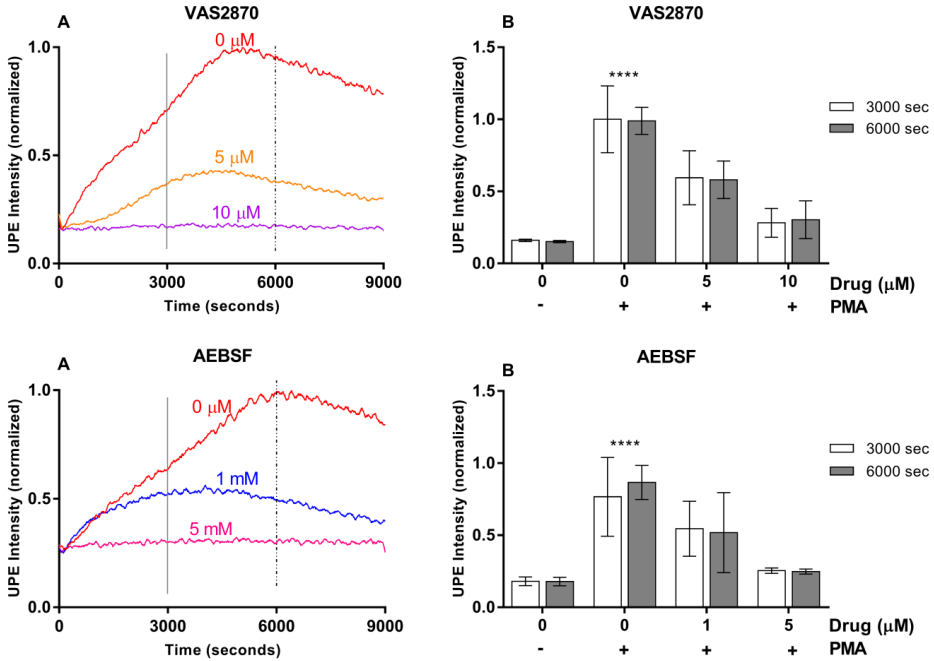 A
VAS2870
UPE Intensity (normalized)
1.0
0.5
0.0
0 μM
5 μM
10 μM
0 3000 6000 9000
Time (seconds)
B
VAS2870
UPE Intensity (normalized)
1.5
1.0
0.5
0.0
****
3000 sec
6000 sec
0 0 5 10 Drug (μM)
- + + + PMA
A
AEBSF
UPE Intensity (normalized)
1.0
0.5
0.0
0 μM
1 mM
5 mM
0 3000 6000 9000
Time (seconds)
B
AEBSF
UPE Intensity (normalized)
1.5
1.0
0.5
0.0
****
3000 sec
6000 sec
0 0 1 5 Drug (μM)
- + + + PMA